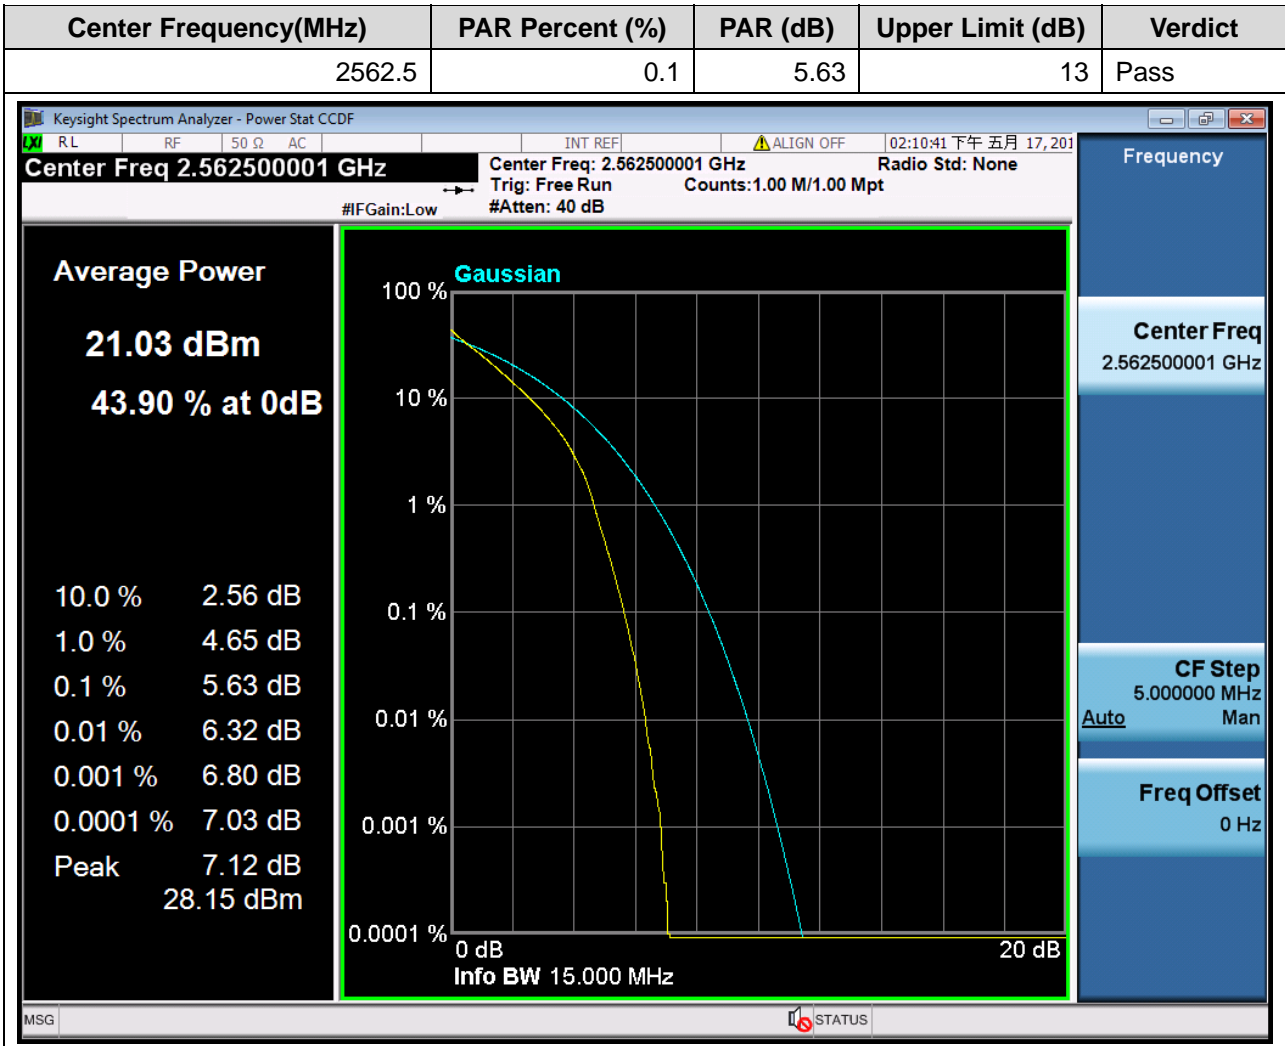 Center Frequency(MHz) PAR Percent (%) PAR (dB) Upper Limit (dB) Verdict
2562.5 0.1 5.63 13 Pass
Keysight Spectrum Analyzer - Power Stat CCDF
LXI RL RF 50 Ω AC INT REF ALIGN OFF 02:10:41 下午 五月 17, 201
Center Freq 2.562500001 GHz
Center Freq: 2.562500001 GHz Radio Std: None
Trig: Free Run Counts:1.00 M/1.00 Mpt
#IFGain:Low #Atten: 40 dB
Average Power
21.03 dBm
43.90 % at 0dB
10.0 % 2.56 dB
1.0 % 4.65 dB
0.1 % 5.63 dB
0.01 % 6.32 dB
0.001 % 6.80 dB
0.0001 % 7.03 dB
Peak 7.12 dB
28.15 dBm
Gaussian
100 %
10 %
1 %
0.1 %
0.01 %
0.001 %
0.0001 %
0 dB 20 dB
Info BW 15.000 MHz
Frequency
Center Freq
2.562500001 GHz
CF Step
5.000000 MHz
Auto Man
Freq Offset
0 Hz
MSG STATUS